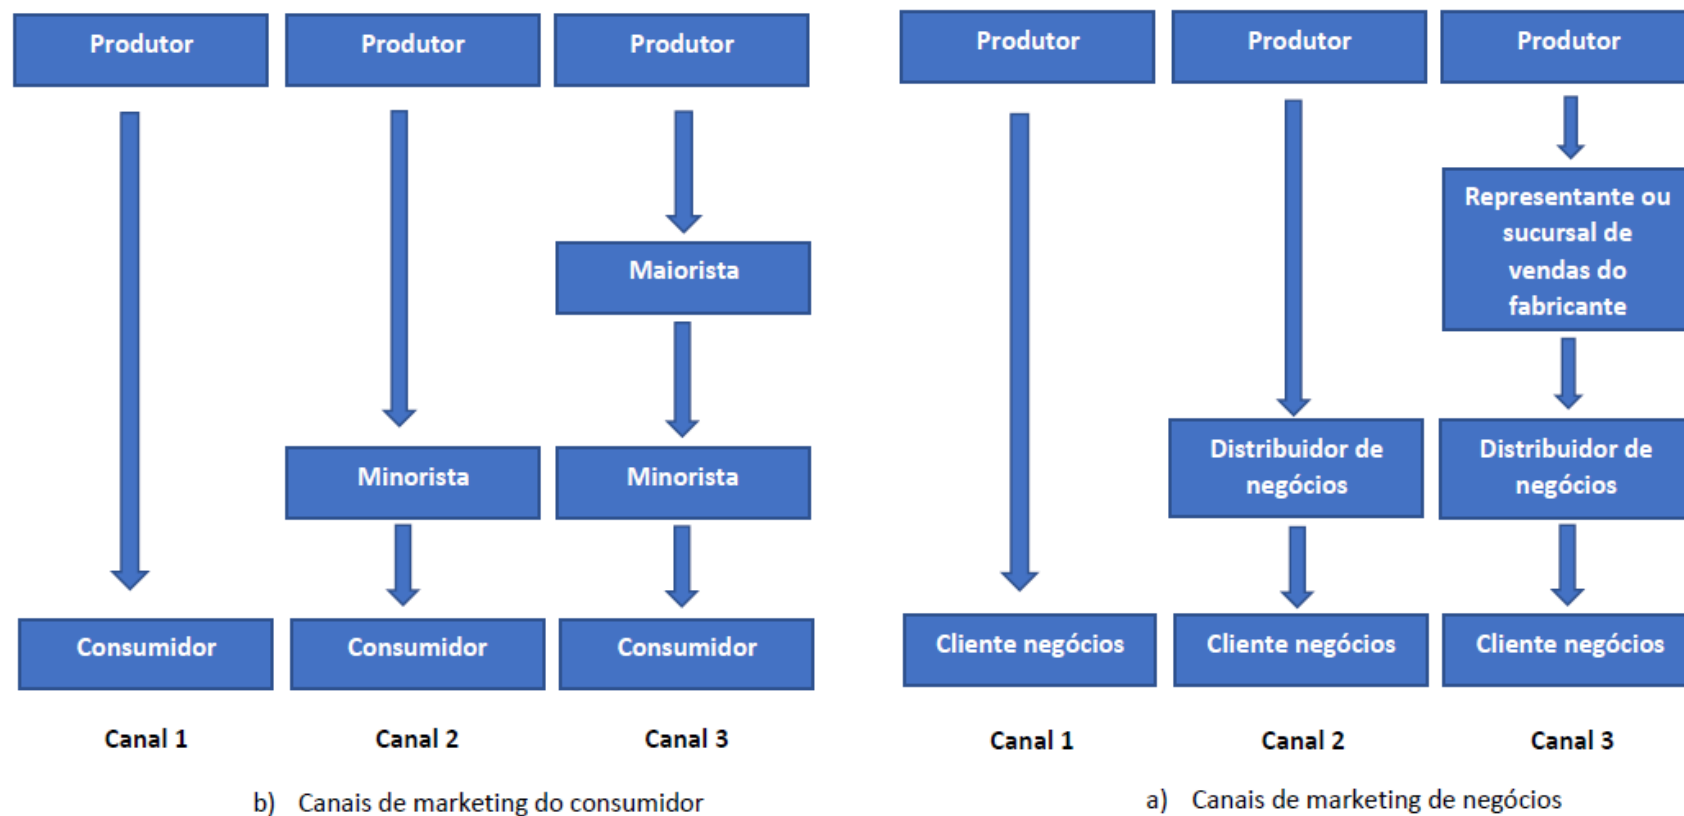 Produtor
Produtor
Produtor
Maiorista
Minorista
Minorista
Consumidor
Consumidor
Consumidor
Canal 1
Canal 2
Canal 3
b) Canais de marketing do consumidor
Produtor
Produtor
Produtor
Representante ou
sucursal de
vendas do
fabricante
Distribuidor de
negócios
Distribuidor de
negócios
Cliente negócios
Cliente negócios
Cliente negócios
Canal 1
Canal 2
Canal 3
a) Canais de marketing de negócios